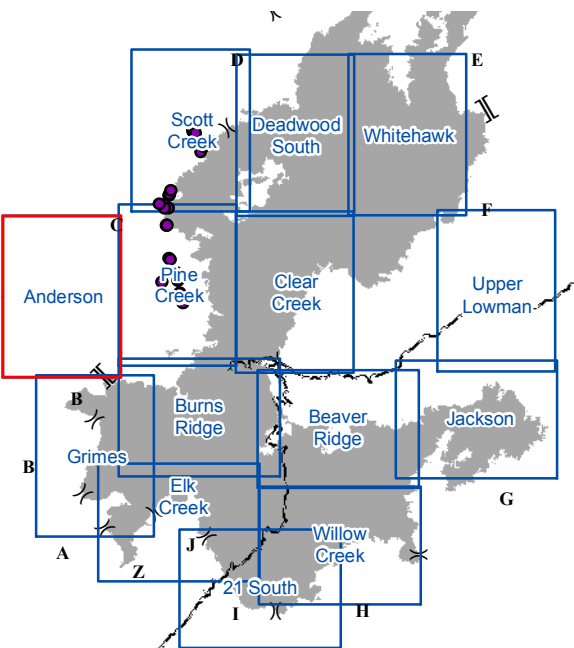 D
E
Scott
Creek
Deadwood
South
Whitehawk
F
C
Anderson
Pine
Creek
Clear
Creek
Upper
Lowman
B
Burns
Ridge
Beaver
Ridge
Jackson
B
Grimes
Elk
Creek
G
A
J
Willow
Creek
Z
21 South
I
H